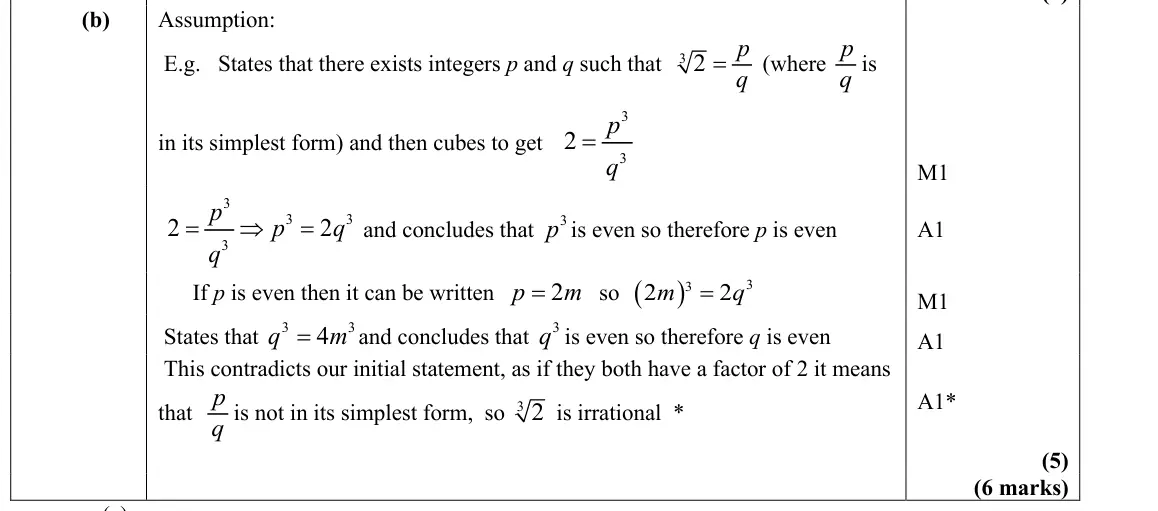 (b) Assumption:
E.g. States that there exists integers p and q such that ∛2 = p/q (where p/q is
in its simplest form) and then cubes to get 2 = p³/q³
M1
2 = p³/q³ ⇒ p³ = 2q³ and concludes that p³ is even so therefore p is even A1
If p is even then it can be written p = 2m so (2m)³ = 2q³
M1
States that q³ = 4m³ and concludes that q³ is even so therefore q is even A1
This contradicts our initial statement, as if they both have a factor of 2 it means
that p/q is not in its simplest form, so ∛2 is irrational * A1*
(5)
(6 marks)